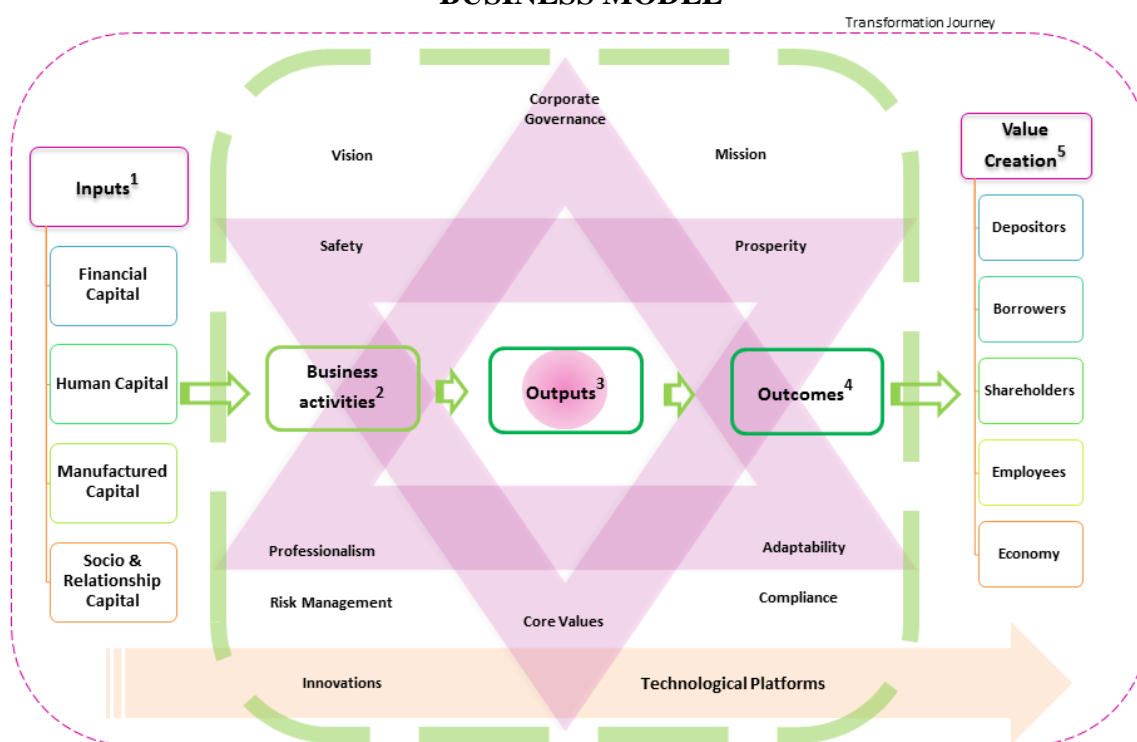 BUSINESS MODEL
Transformation Journey
Corporate
Governance
Vision
Mission
Inputs1
Value
Creation5
Safety
Prosperity
Financial
Capital
Human Capital
Manufactured
Capital
Socio &
Relationship
Capital
Business
activities2
Outputs3
Outcomes4
Depositors
Borrowers
Shareholders
Employees
Economy
Professionalism
Adaptability
Risk Management
Compliance
Core Values
Innovations
Technological Platforms